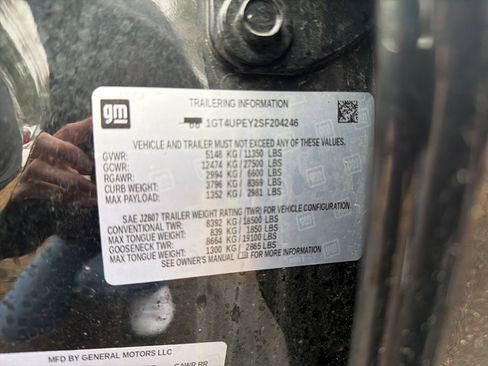 gm
TRAILERING INFORMATION
1GT4UPEY2SF204246
VEHICLE AND TRAILER MUST NOT EXCEED ANY OF THESE VALUES.
GVWR: 5148 KG / 11350 LBS
GCWR: 12474 KG / 27500 LBS
RGAWR: 2994 KG / 6600 LBS
CURB WEIGHT: 3796 KG / 8369 LBS
MAX PAYLOAD: 1352 KG / 2981 LBS
SAE J2807 TRAILER WEIGHT RATING (TWR) FOR VEHICLE CONFIGURATION.
CONVENTIONAL TWR: 8392 KG / 18500 LBS
MAX TONGUE WEIGHT: 839 KG / 1850 LBS
GOOSENECK TWR: 8664 KG / 19100 LBS
MAX TONGUE WEIGHT: 1300 KG / 2865 LBS
SEE OWNER'S MANUAL FOR MORE INFORMATION.
MFD BY GENERAL MOTORS LLC
GAWR RR